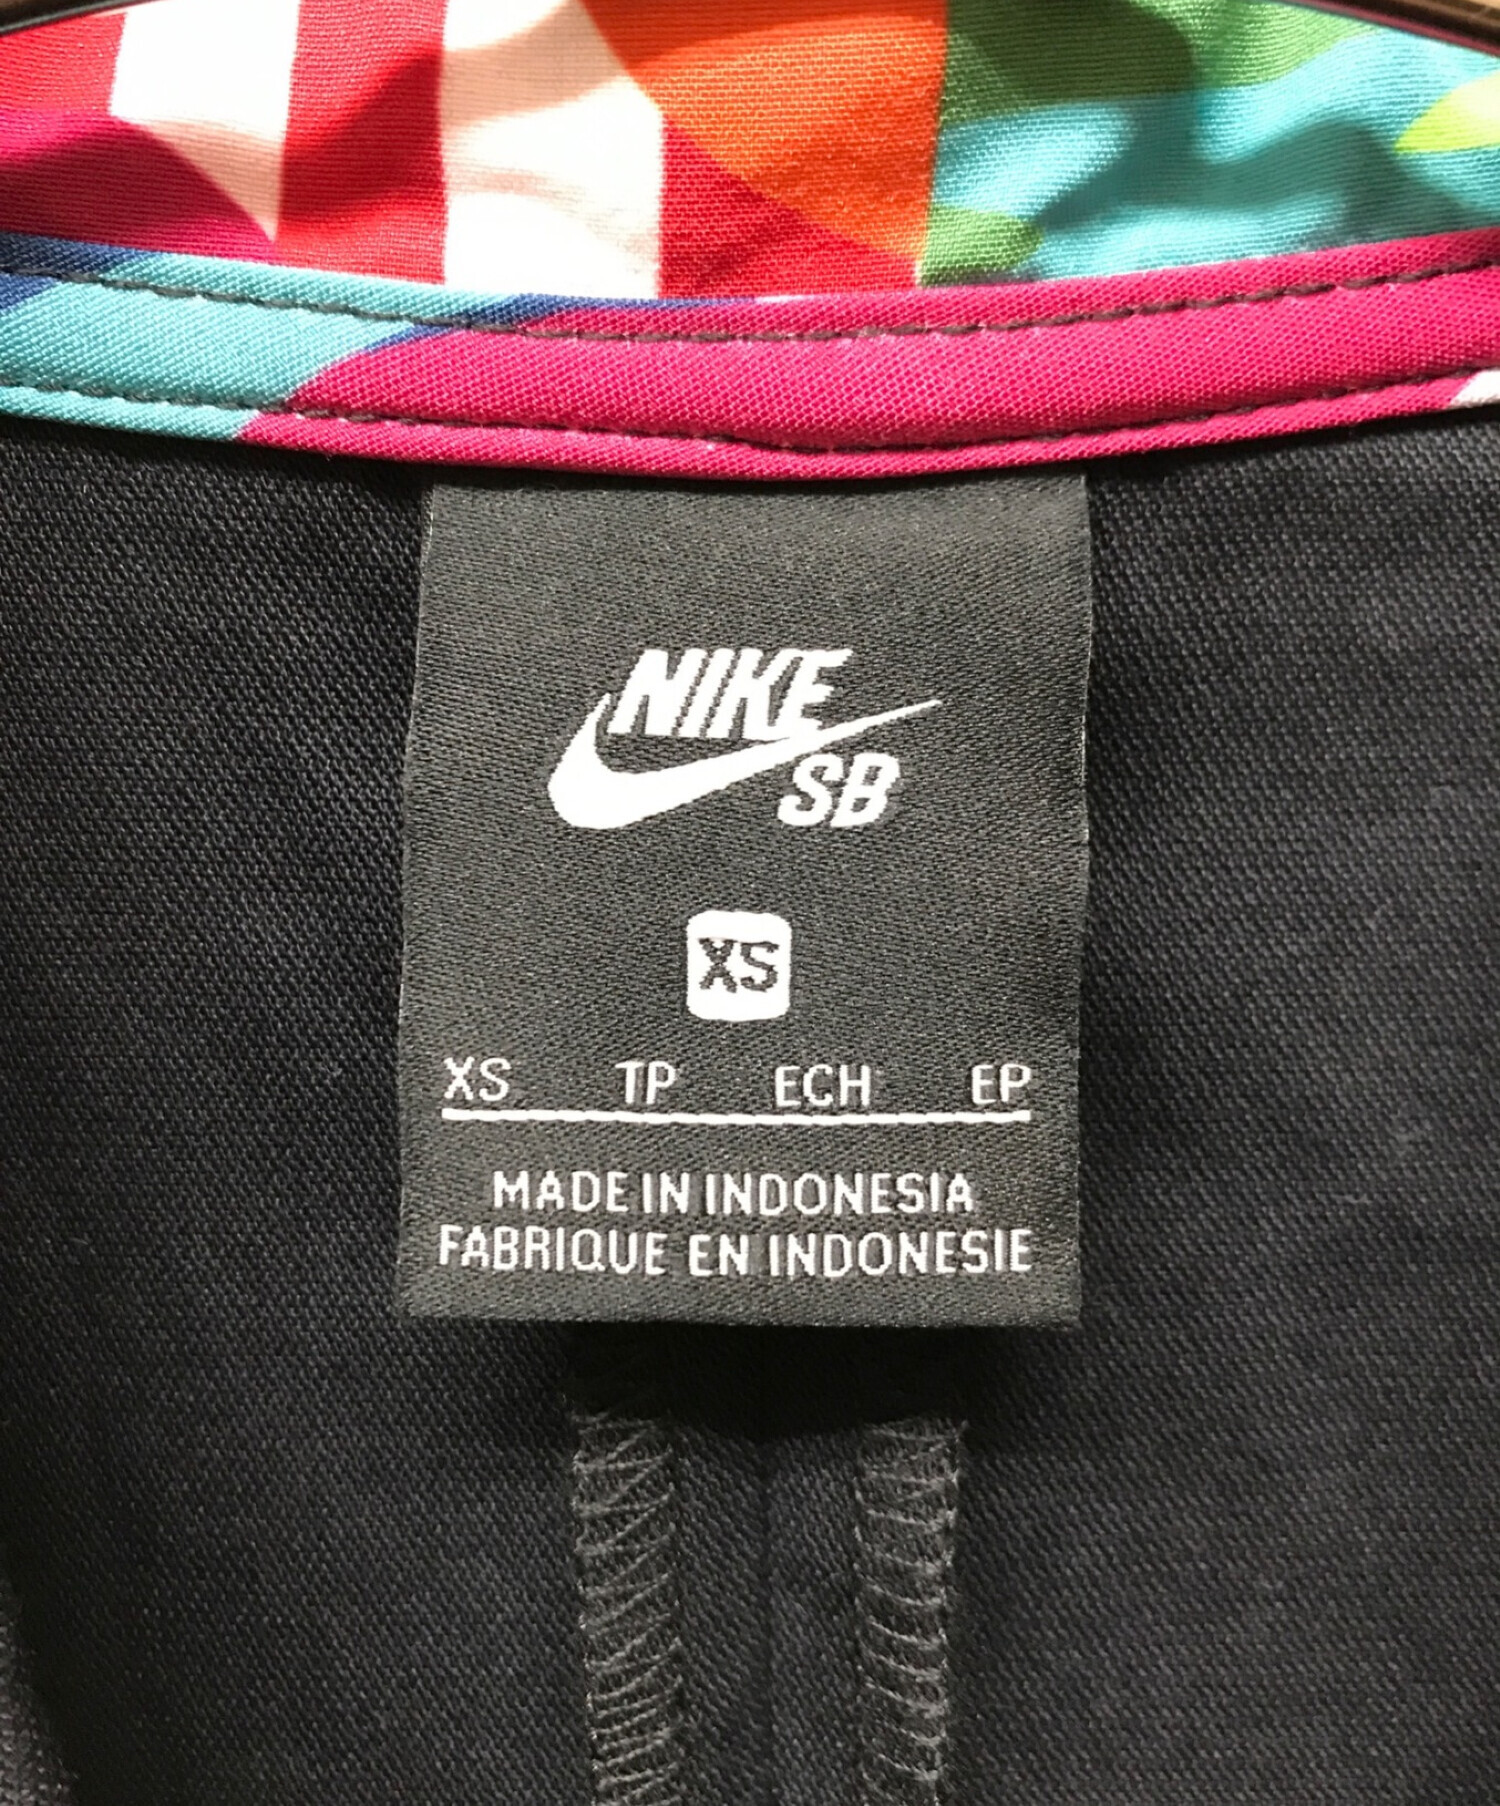 NIKE
SB
XS
XS TP ECH EP
MADE IN INDONESIA
FABRIQUE EN INDONESIE